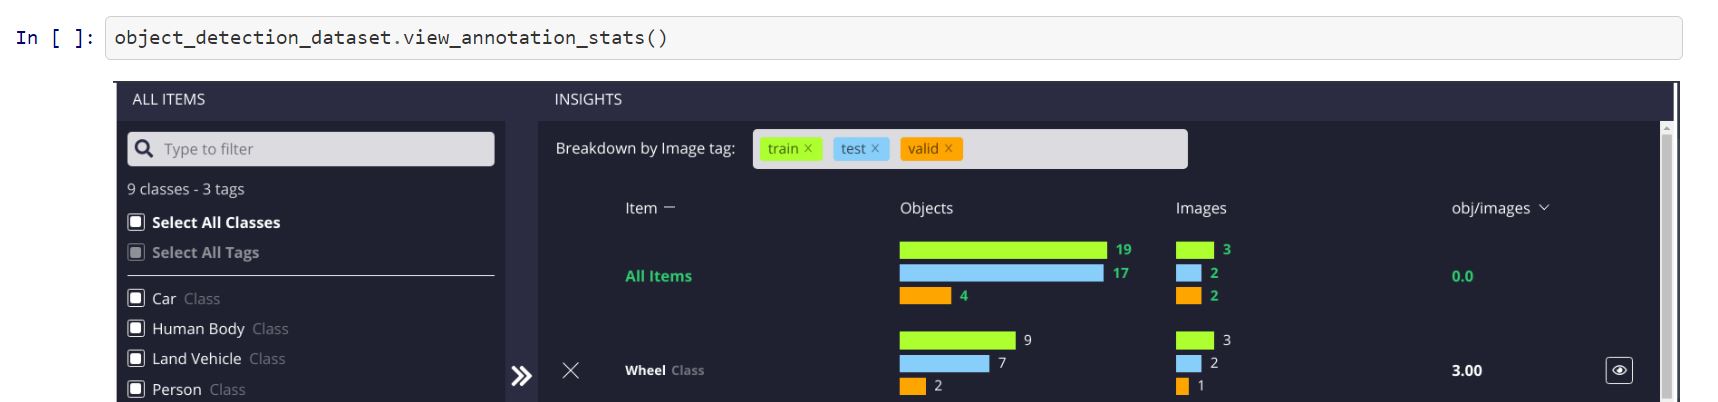 In [ ]: object_detection_dataset.view_annotation_stats()
ALL ITEMS
Type to filter
9 classes - 3 tags
Select All Classes
Select All Tags
Car Class
Human Body Class
Land Vehicle Class
Person Class
INSIGHTS
Breakdown by Image tag: train × test × valid ×
Item Objects Images obj/images
19 3
All Items 17 2 0.0
4 2
9 3
Wheel Class 7 2 3.00
2 1